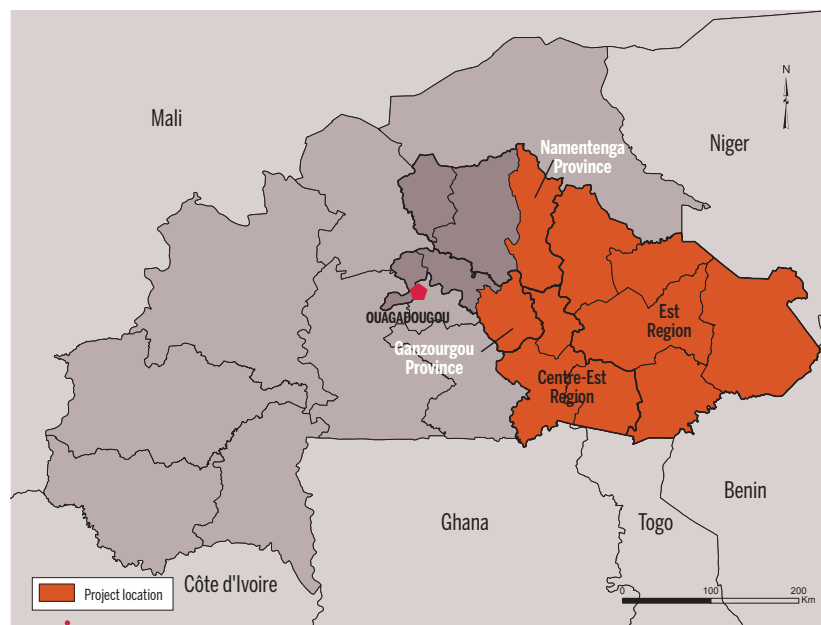 N
Mali
Niger
Namentenga
Province
OUAGADOUGOU
Est
Region
Ganzourgou
Province
Centre-Est
Region
Ghana
Togo
Benin
Côte d'Ivoire
Project location
0 100 200
Km